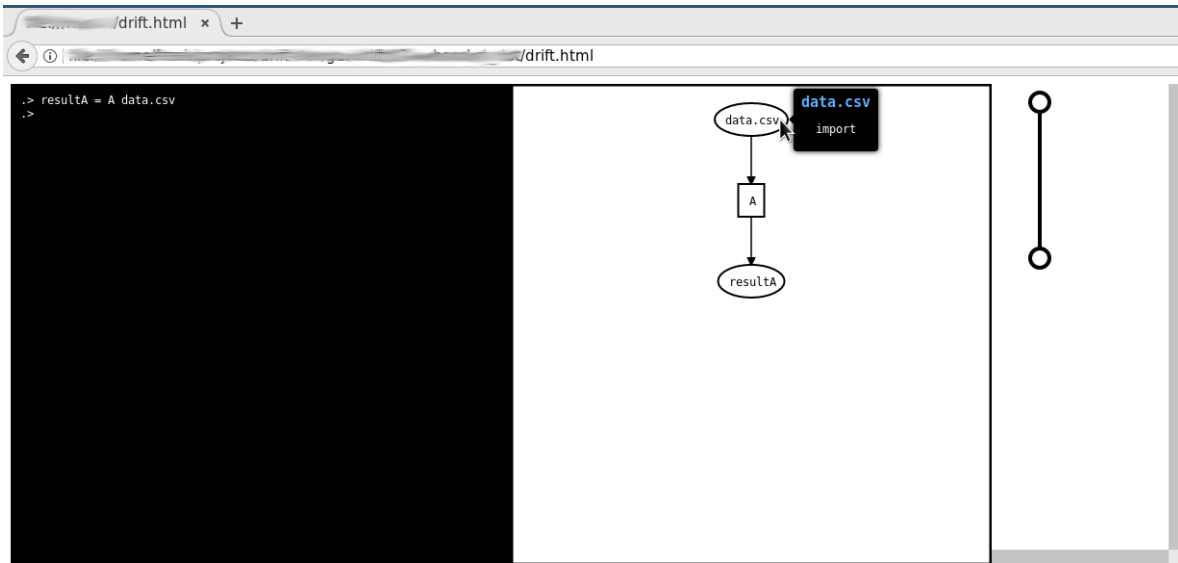 /drift.html × +
/drift.html
.> resultA = A data.csv
.>
data.csv
data.csv
import
A
resultA